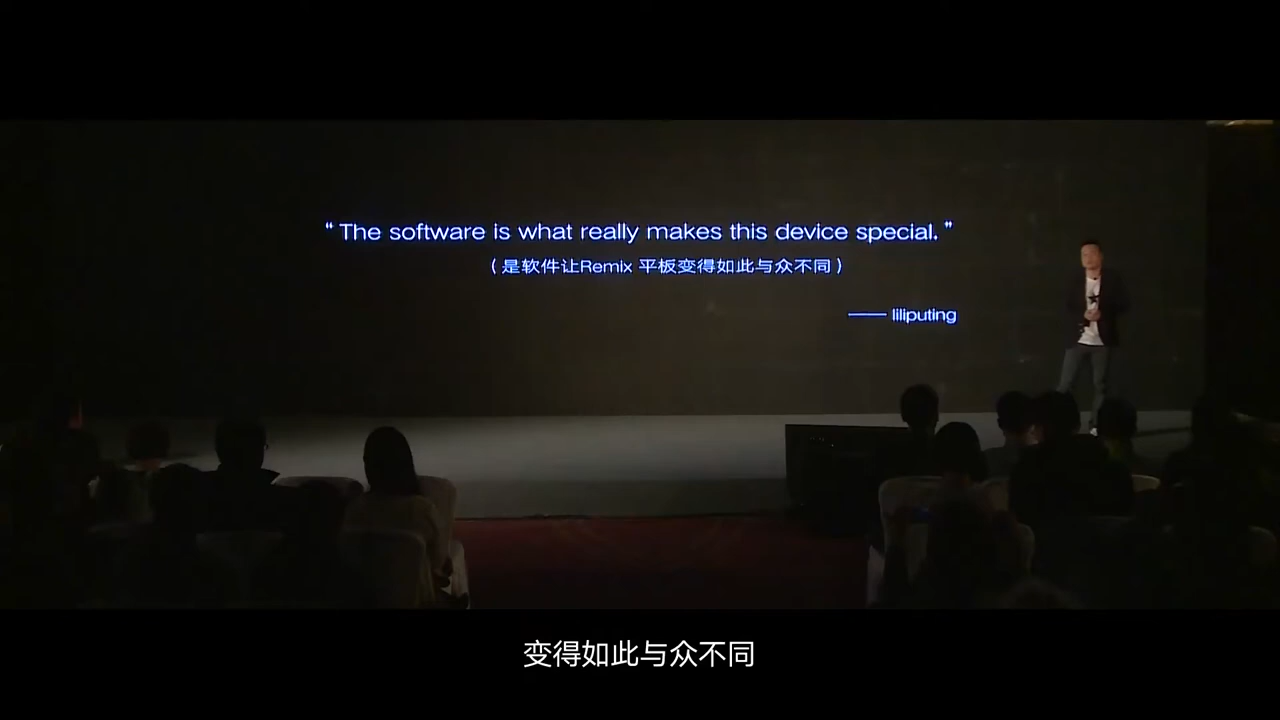 “ The software is what really makes this device special. ”
（是软件让Remix 平板变得如此与众不同）
—— liliputing
变得如此与众不同